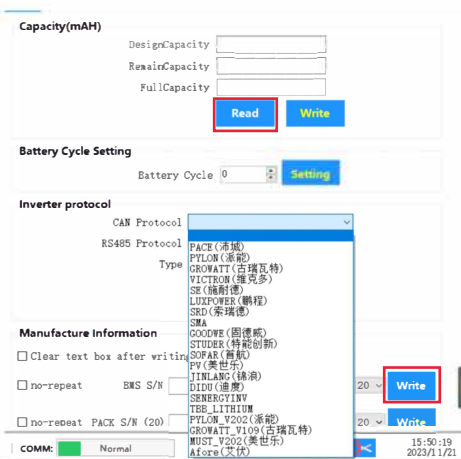 Capacity(mAH)
DesignCapacity
RemainCapacity
FullCapacity
Read
Write
Battery Cycle Setting
Battery Cycle 0
Setting
Inverter protocol
CAN Protocol
RS485 Protocol
Type
PACE(沛城)
PYLON(派能)
GROWATT(古瑞瓦特)
VICTRON(维克多)
SE(施耐德)
LUXPOWER(鹏程)
SRD(索瑞德)
SMA
GOODWE(固德威)
STUDER(特能创新)
SOFAR(首航)
PV(美世乐)
JINLANG(锦浪)
DIDU(迪度)
SENERGYINV
TBB_LITHIUM
PYLON_V202(派能)
GROWATT_V109(古瑞瓦特)
MUST_V202(美世乐)
Afore(艾伏)
Manufacture Information
Clear text box after writing
no-repeat BMS S/N 20 Write
no-repeat PACK S/N (20) 20 Write
COMM: Normal
15:50:19
2023/11/21